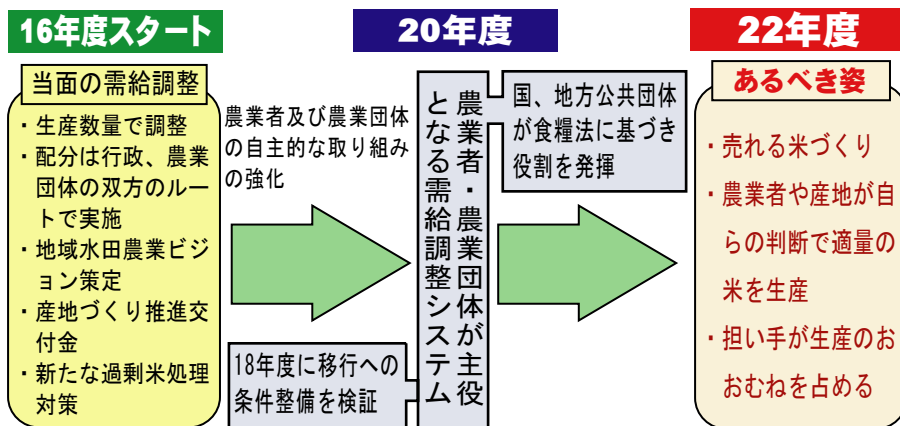 16年度スタート
当面の需給調整
・生産数量で調整
・配分は行政、農業
団体の双方のルー
トで実施
・地域水田農業ビジ
ョン策定
・産地づくり推進交
付金
・新たな過剰米処理
対策
農業者及び農業団体
の自主的な取り組み
の強化
20年度
農業者・農業団体が主役
となる需給調整システム
18年度に移行への
条件整備を検証
国、地方公共団体
が食糧法に基づき
役割を発揮
22年度
あるべき姿
・売れる米づくり
・農業者や産地が自
らの判断で適量の
米を生産
・担い手が生産のお
おむねを占める